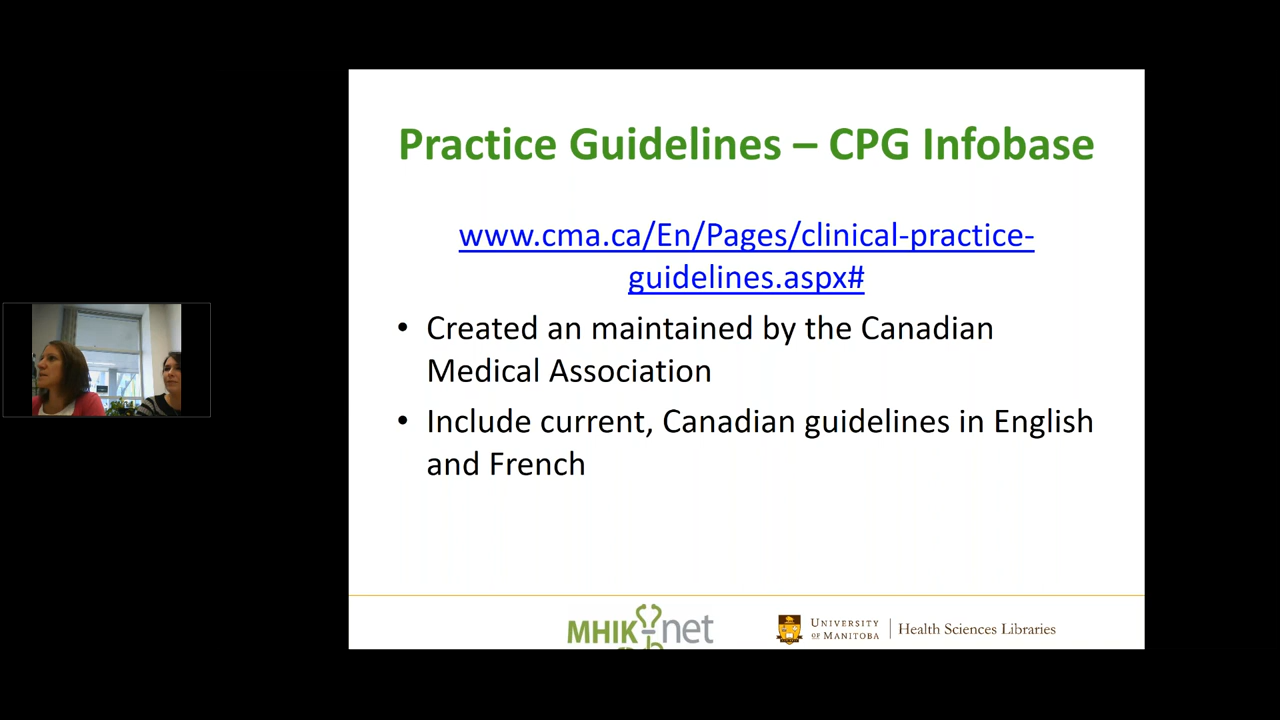 Practice Guidelines – CPG Infobase
www.cma.ca/En/Pages/clinical-practice-
guidelines.aspx#
• Created an maintained by the Canadian
Medical Association
• Include current, Canadian guidelines in English
and French
MHIK-net
UNIVERSITY
OF MANITOBA
Health Sciences Libraries